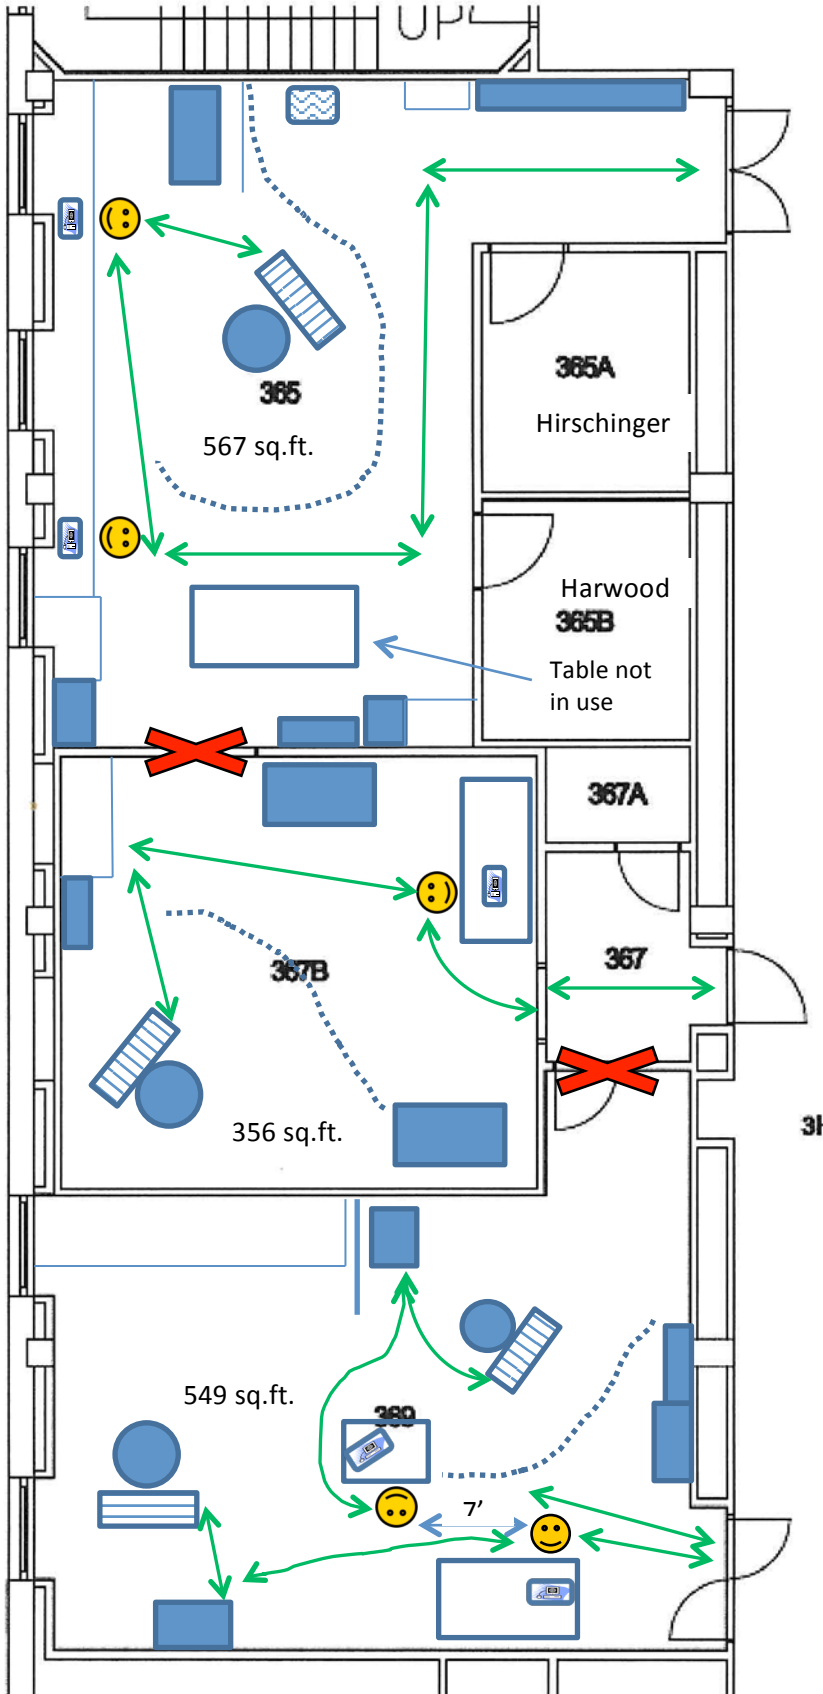 UP
365A
Hirschinger
365
567 sq.ft.
Harwood
365B
Table not
in use
367A
367
367B
356 sq.ft.
549 sq.ft.
369
7’